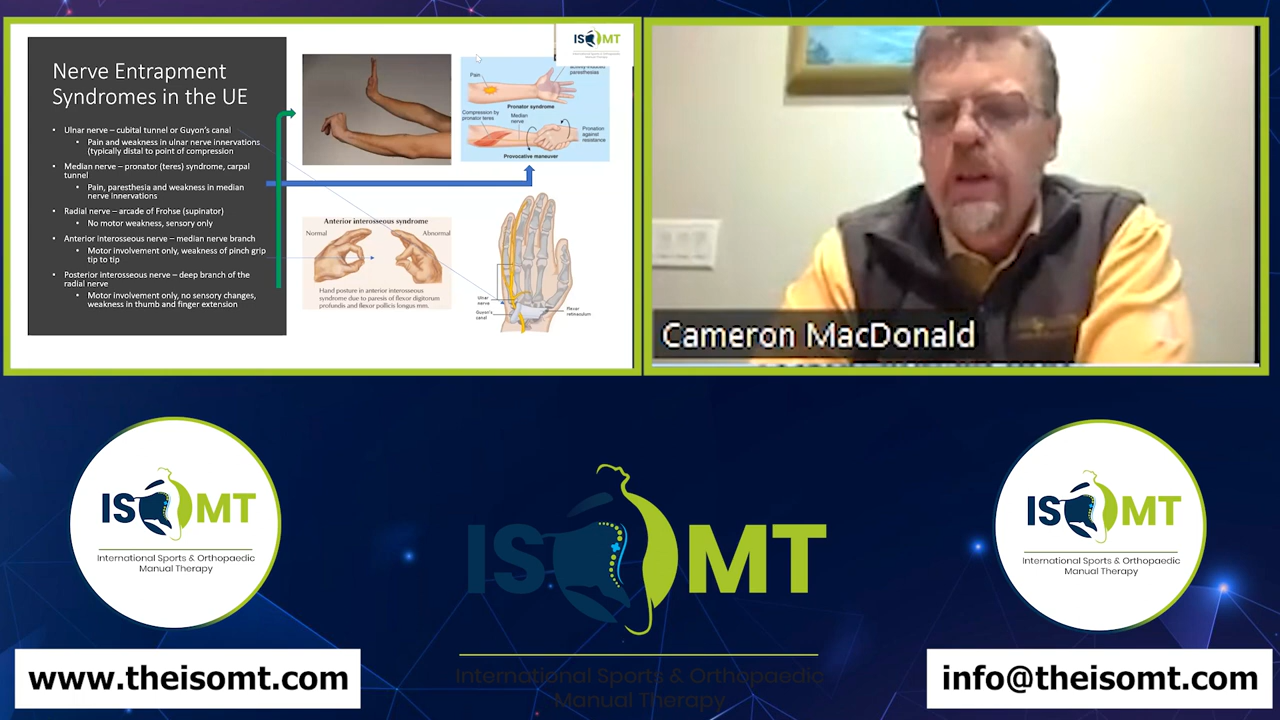 Nerve Entrapment
Syndromes in the UE
• Ulnar nerve – cubital tunnel or Guyon's canal
• Pain and weakness in ulnar nerve innervations
(typically distal to point of compression
• Median nerve – pronator (teres) syndrome, carpal
tunnel
• Pain, paresthesia and weakness in median
nerve innervations
• Radial nerve – arcade of Frohse (supinator)
• No motor weakness, sensory only
• Anterior interosseous nerve – median nerve branch
• Motor involvement only, weakness of pinch grip
tip to tip
• Posterior interosseous nerve – deep branch of the
radial nerve
• Motor involvement only, no sensory changes,
weakness in thumb and finger extension
ISOMT
International Sports & Orthopaedic
Manual Therapy
Pain
paresthesias
Pronator syndrome
Compression by
pronator teres
Median
nerve
Pronation
against
resistance
Provocative maneuver
Anterior interosseous syndrome
Normal
Abnormal
Hand posture in anterior interosseous
syndrome due to paresis of flexor digitorum
profundis and flexor pollicis longus mm.
Ulnar
nerve
Guyon's
canal
Flexor
retinaculum
Cameron MacDonald
ISOMT
International Sports & Orthopaedic
Manual Therapy
ISOMT
International Sports & Orthopaedic
Manual Therapy
ISOMT
International Sports & Orthopaedic
Manual Therapy
www.theisomt.com
info@theisomt.com